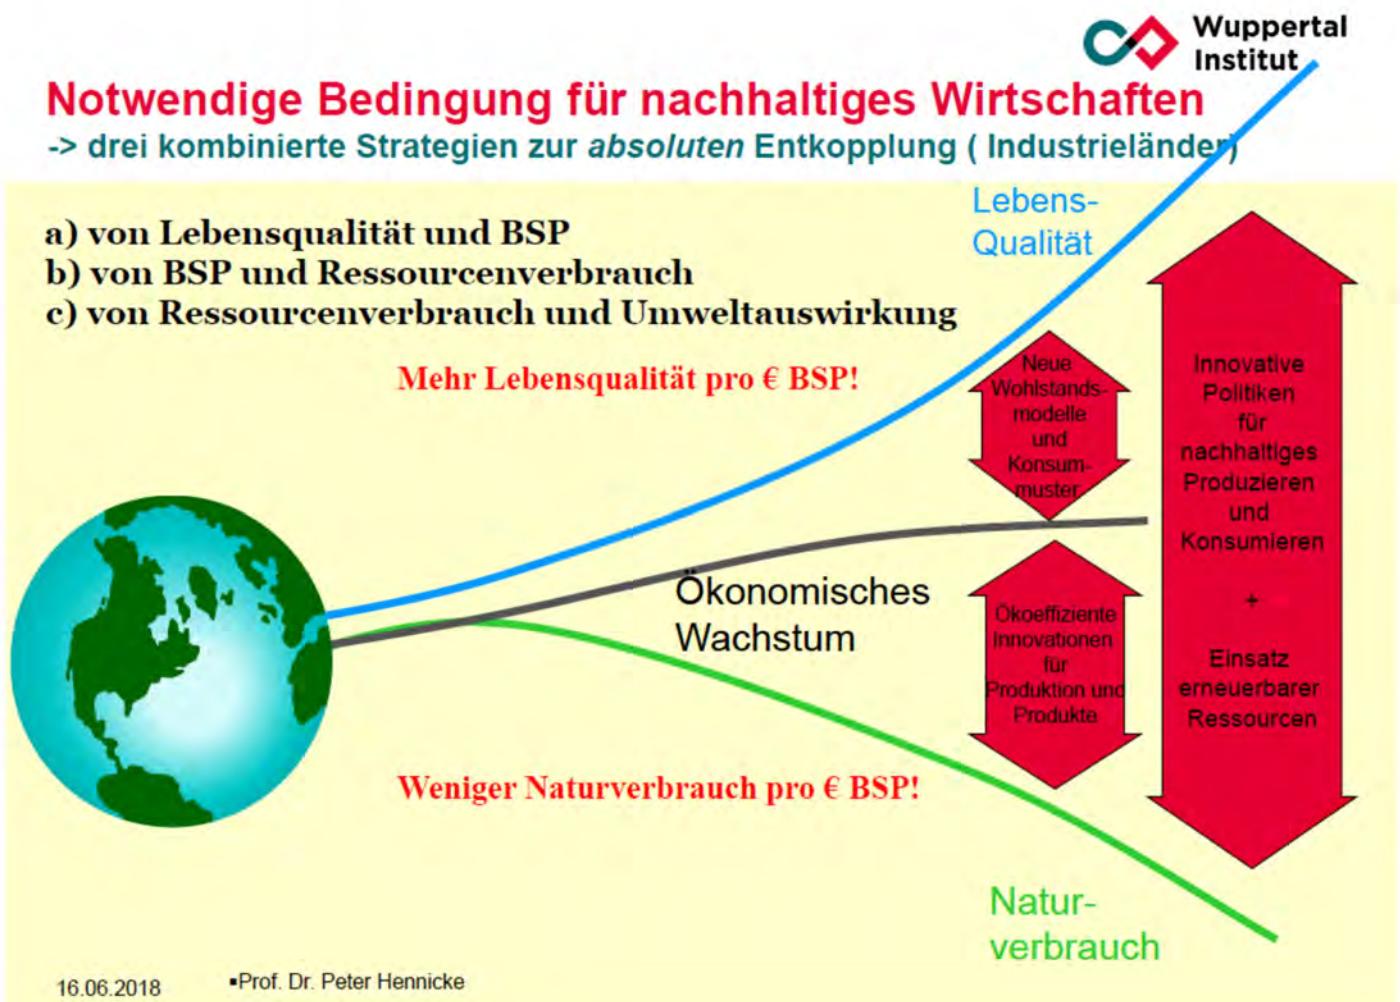 Wuppertal
Institut
Notwendige Bedingung für nachhaltiges Wirtschaften
-> drei kombinierte Strategien zur absoluten Entkopplung ( Industrieländer)
a) von Lebensqualität und BSP
b) von BSP und Ressourcenverbrauch
c) von Ressourcenverbrauch und Umweltauswirkung
Mehr Lebensqualität pro € BSP!
Lebens-
Qualität
Neue
Wohlstands-
modelle
und
Konsum-
muster
Innovative
Politiken
für
nachhaltiges
Produzieren
und
Konsumieren
+
Einsatz
erneuerbarer
Ressourcen
Ökonomisches
Wachstum
Ökoeffiziente
Innovationen
für
Produktion und
Produkte
Weniger Naturverbrauch pro € BSP!
Natur-
verbrauch
16.06.2018
▪Prof. Dr. Peter Hennicke